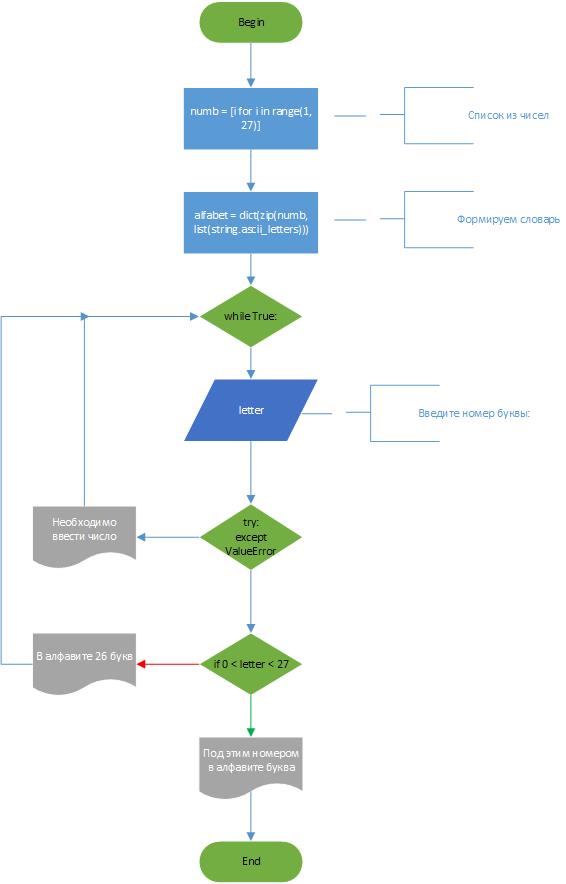 Begin
numb = [i for i in range(1,
27)]
Список из чисел
alfabet = dict(zip(numb,
list(string.ascii_letters)))
Формируем словарь
while True:
letter
Введите номер буквы:
Необходимо
ввести число
try:
except
ValueError
В алфавите 26 букв
if 0 < letter < 27
Под этим номером
в алфавите буква
End